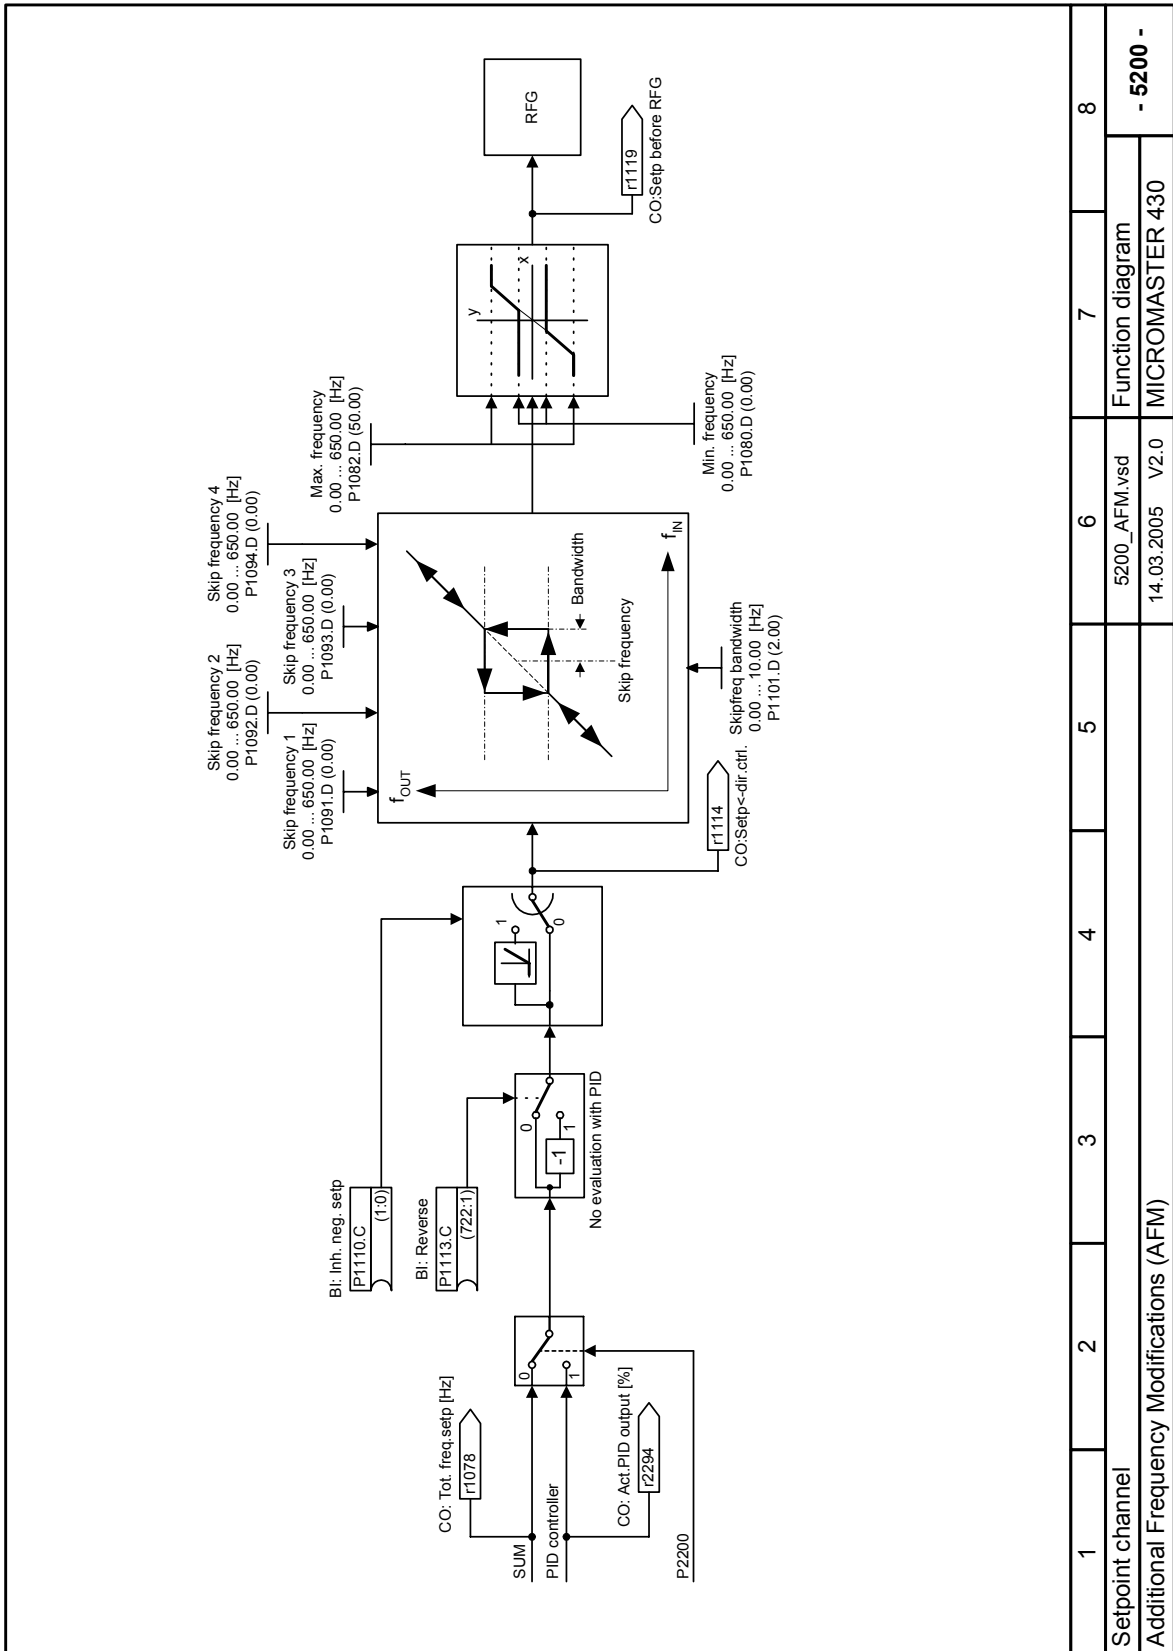 CO: Tot. freq.setp [Hz]
r1078
SUM
PID controller
CO: Act.PID output [%]
r2294
P2200
0
1
BI: Inh. neg. setp
P1110.C
(1:0)
BI: Reverse
P1113.C
(722:1)
0
1
-1
No evaluation with PID
1
0
r1114
CO:Setp<-dir.ctrl.
Skip frequency 1
0.00 ... 650.00 [Hz]
P1091.D (0.00)
Skip frequency 2
0.00 ... 650.00 [Hz]
P1092.D (0.00)
Skip frequency 3
0.00 ... 650.00 [Hz]
P1093.D (0.00)
Skip frequency 4
0.00 ... 650.00 [Hz]
P1094.D (0.00)
fOUT
fIN
Bandwidth
Skip frequency
Skipfreq bandwidth
0.00 ... 10.00 [Hz]
P1101.D (2.00)
Max. frequency
0.00 ... 650.00 [Hz]
P1082.D (50.00)
Min. frequency
0.00 ... 650.00 [Hz]
P1080.D (0.00)
y
x
r1119
CO:Setp before RFG
RFG
1
2
3
4
5
6
7
8
Setpoint channel
5200_AFM.vsd
Function diagram
- 5200 -
Additional Frequency Modifications (AFM)
14.03.2005 V2.0
MICROMASTER 430